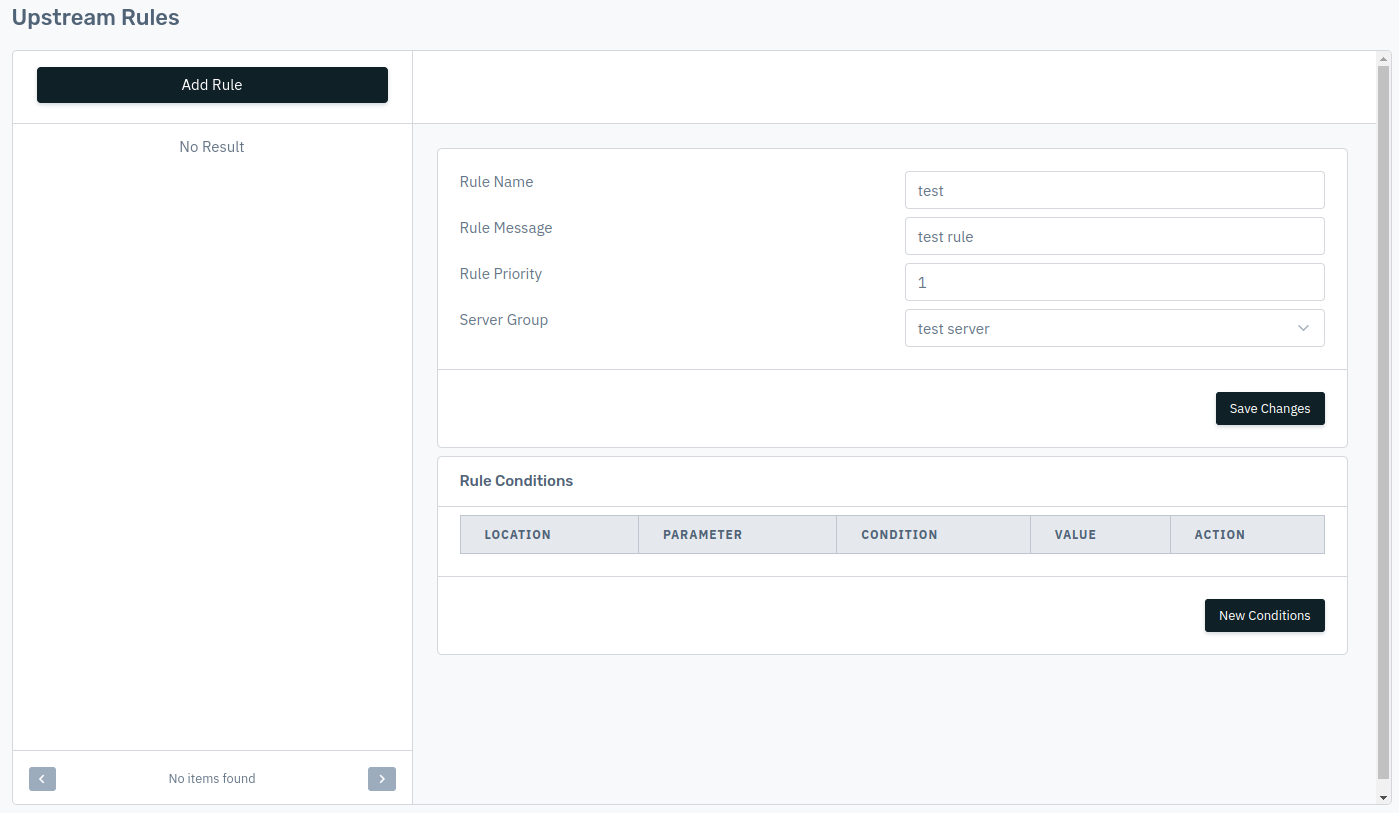 Upstream Rules
Add Rule
No Result
No items found
Rule Name
test
Rule Message
test rule
Rule Priority
1
Server Group
test server
Save Changes
Rule Conditions
LOCATION PARAMETER CONDITION VALUE ACTION
New Conditions